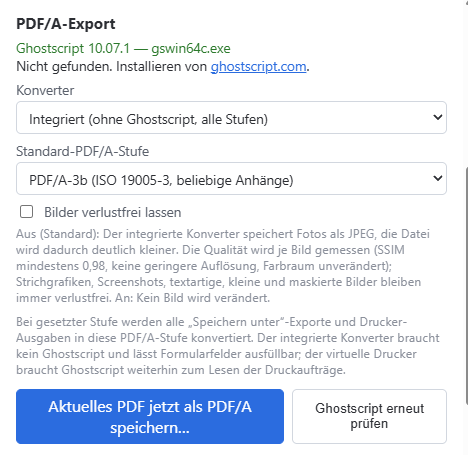 PDF/A-Export
Ghostscript 10.07.1 — gswin64c.exe
Nicht gefunden. Installieren von ghostscript.com.
Konverter
Integriert (ohne Ghostscript, alle Stufen)
Standard-PDF/A-Stufe
PDF/A-3b (ISO 19005-3, beliebige Anhänge)
Bilder verlustfrei lassen
Aus (Standard): Der integrierte Konverter speichert Fotos als JPEG, die Datei
wird dadurch deutlich kleiner. Die Qualität wird je Bild gemessen (SSIM
mindestens 0,98, keine geringere Auflösung, Farbraum unverändert);
Strichgrafiken, Screenshots, textartige, kleine und maskierte Bilder bleiben
immer verlustfrei. An: Kein Bild wird verändert.
Bei gesetzter Stufe werden alle „Speichern unter“-Exporte und Drucker-
Ausgaben in diese PDF/A-Stufe konvertiert. Der integrierte Konverter braucht
kein Ghostscript und lässt Formularfelder ausfüllbar; der virtuelle Drucker
braucht Ghostscript weiterhin zum Lesen der Druckaufträge.
Aktuelles PDF jetzt als PDF/A
speichern...
Ghostscript erneut
prüfen